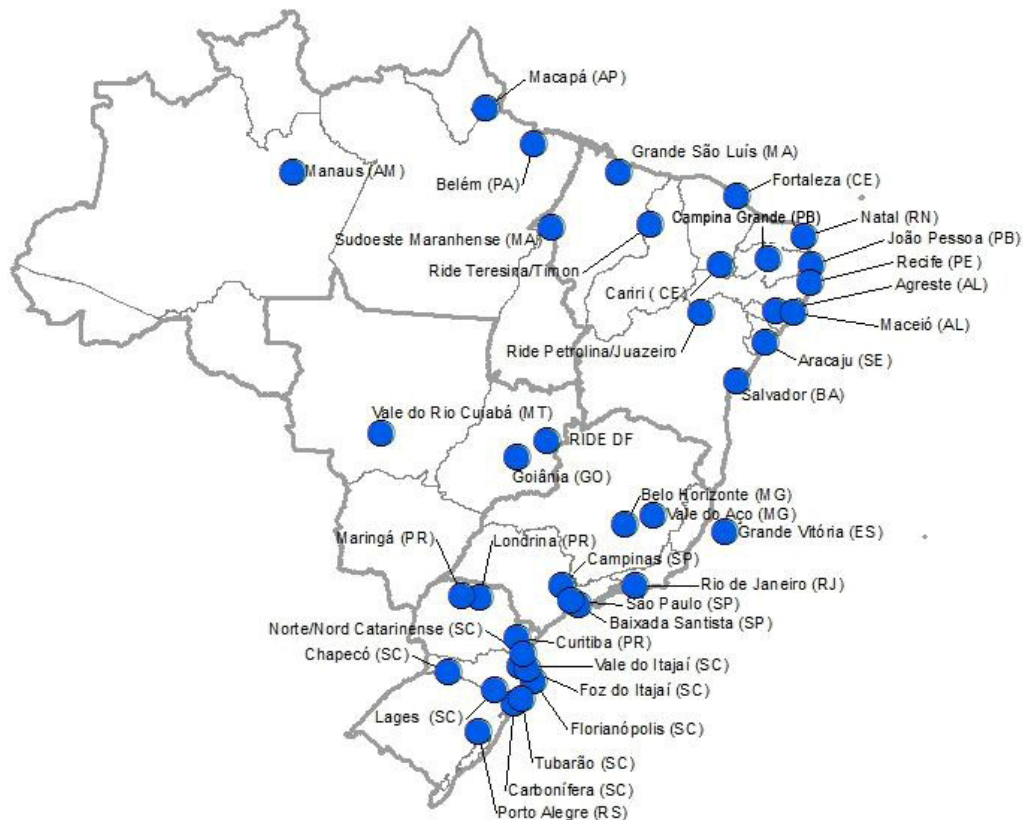 Macapá (AP)
Grande São Luís (MA)
Manaus (AM)
Belém (PA)
Fortaleza (CE)
Campina Grande (PB)
Natal (RN)
Sudoeste Maranhense (MA)
João Pessoa (PB)
Ride Teresina/Timon
Recife (PE)
Agreste (AL)
Cariri ( CE)
Maceió (AL)
Ride Petrolina/Juazeiro
Aracaju (SE)
Salvador (BA)
Vale do Rio Cuiabá (MT)
RIDE DF
Goiânia (GO)
Belo Horizonte (MG)
Vale do Aço (MG)
Grande Vitória (ES)
Maringá (PR)
Londrina (PR)
Campinas (SP)
Rio de Janeiro (RJ)
São Paulo (SP)
Baixada Santista (SP)
Norte/Nord Catarinense (SC)
Curitiba (PR)
Chapecó (SC)
Vale do Itajaí (SC)
Foz do Itajaí (SC)
Lages (SC)
Florianópolis (SC)
Tubarão (SC)
Carbonífera (SC)
Porto Alegre (RS)